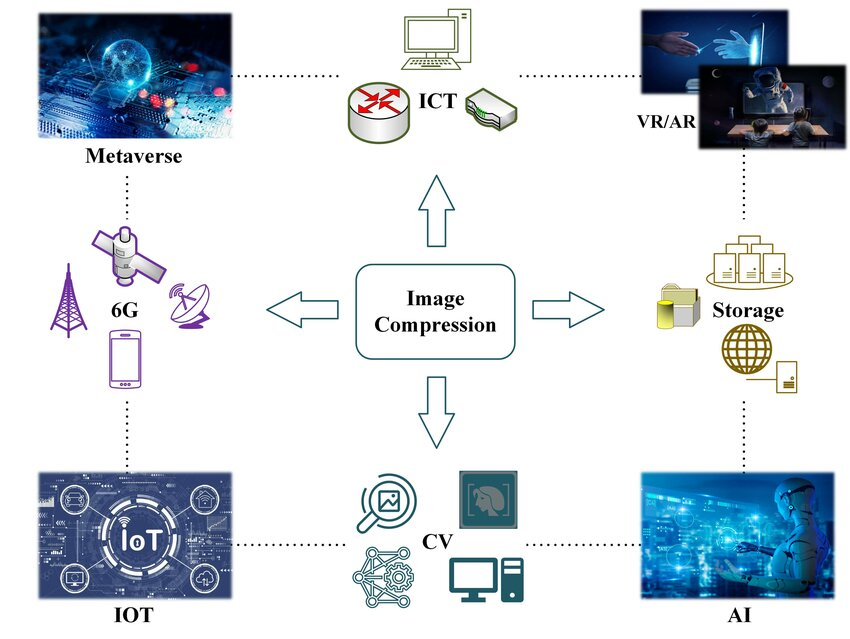 ICT
VR/AR
Metaverse
6G
Image
Compression
Storage
IoT
CV
IOT
AI